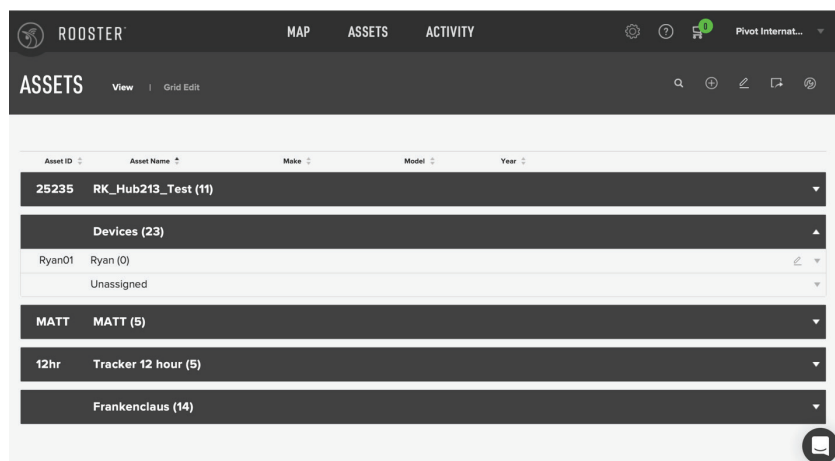 ROOSTER
MAP ASSETS ACTIVITY 0 Pivot Internat...
ASSETS View | Grid Edit
Asset ID Asset Name Make Model Year
25235 RK_Hub213_Test (11)
Devices (23)
Ryan01 Ryan (0)
Unassigned
MATT MATT (5)
12hr Tracker 12 hour (5)
Frankenclaus (14)